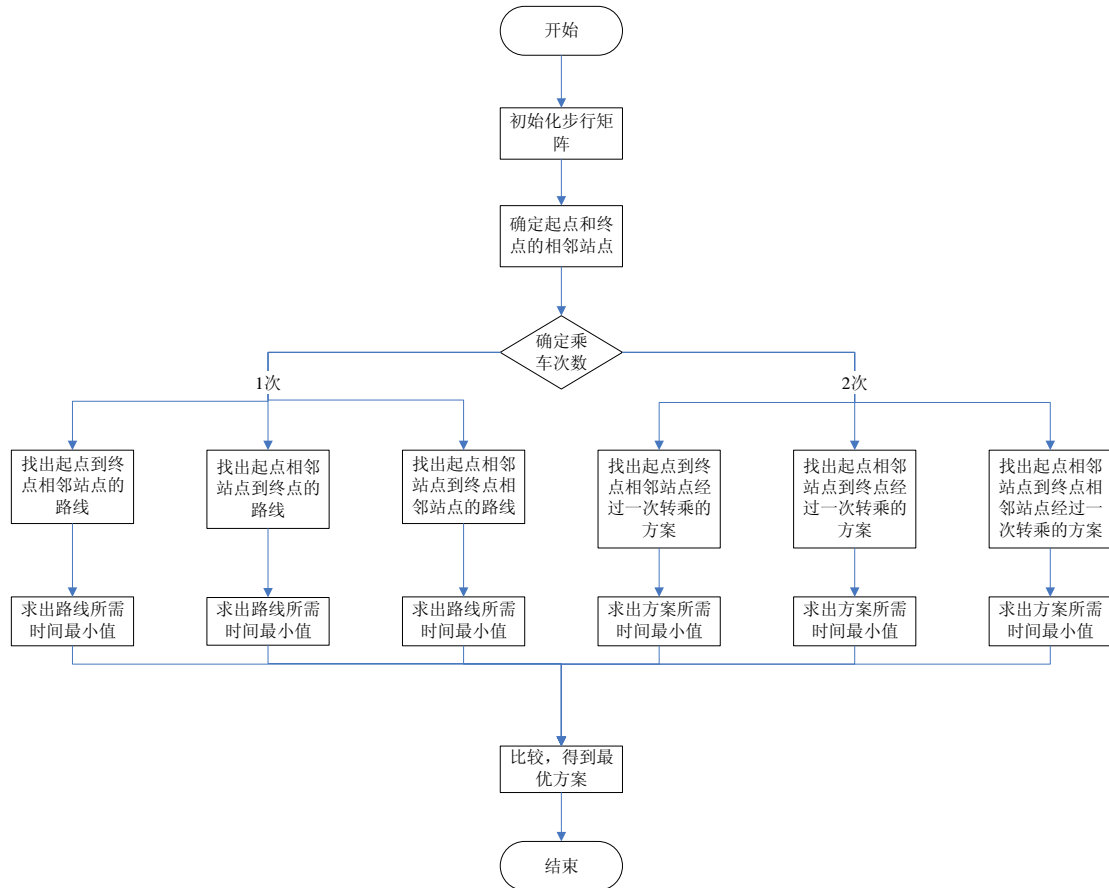 开始
初始化步行矩
阵
确定起点和终
点的相邻站点
确定乘
车次数
1次
2次
找出起点到终
点相邻站点的
路线
找出起点相邻
站点到终点的
路线
找出起点相邻
站点到终点相
邻站点的路线
找出起点到终
点相邻站点经
过一次转乘的
方案
找出起点相邻
站点到终点经
过一次转乘的
方案
找出起点相邻
站点到终点相
邻站点经过一
次转乘的方案
求出路线所需
时间最小值
求出路线所需
时间最小值
求出路线所需
时间最小值
求出方案所需
时间最小值
求出方案所需
时间最小值
求出方案所需
时间最小值
比较，得到最
优方案
结束